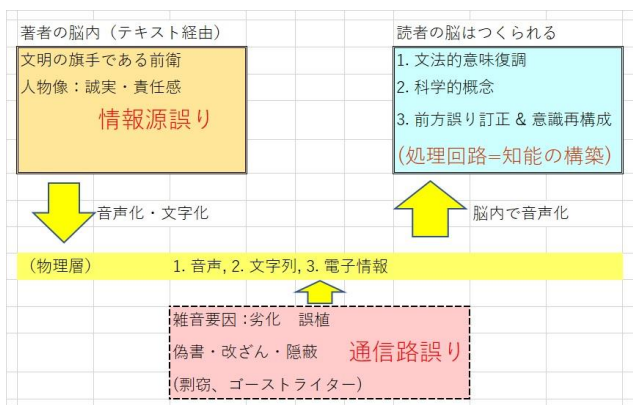 著者の脳内（テキスト経由）
文明の旗手である前衛
人物像：誠実・責任感
情報源誤り
読者の脳はつくられる
1. 文法的意味復調
2. 科学的概念
3. 前方誤り訂正 & 意識再構成
(処理回路=知能の構築)
音声化・文字化
脳内で音声化
（物理層） 1. 音声, 2. 文字列, 3. 電子情報
雑音要因：劣化　誤植
偽書・改ざん・隠蔽　通信路誤り
(剽窃、ゴーストライター)